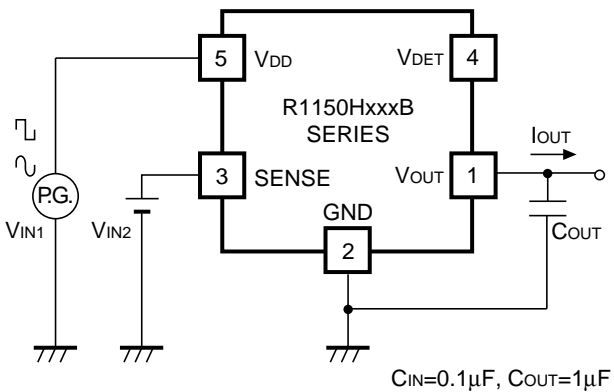 5 VDD
VDET 4
R1150HxxxB
SERIES
IOUT
3 SENSE
VOUT 1
P.G.
VIN1
VIN2
GND
2
COUT
CIN=0.1μF, COUT=1μF